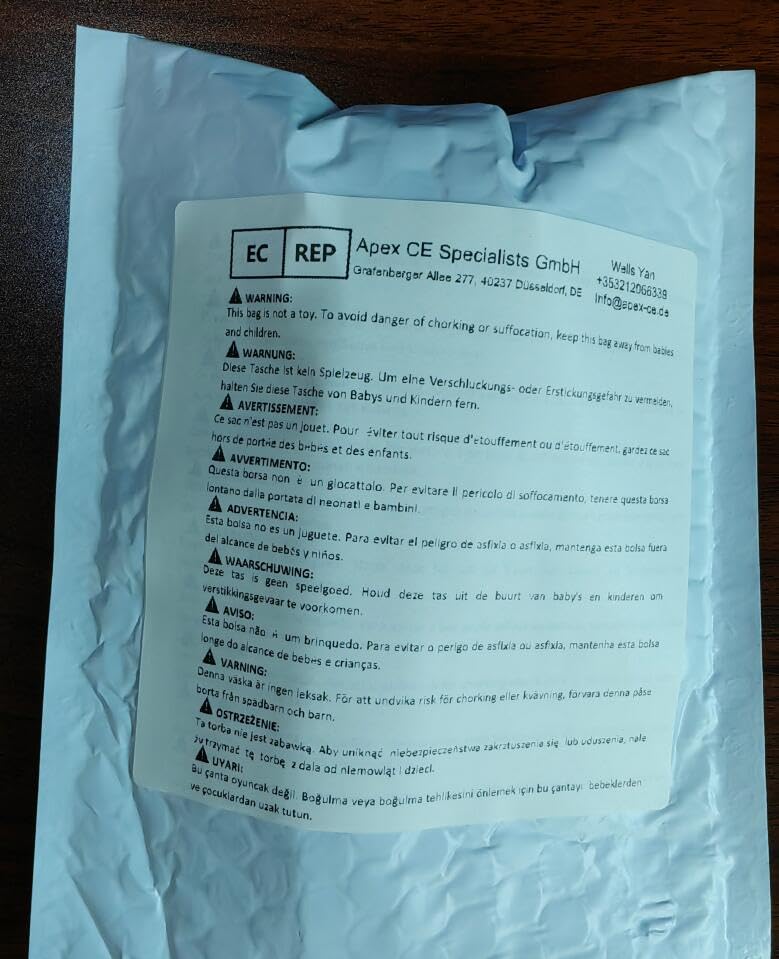 EC REP
Apex CE Specialists GmbH
Grafenberger Allee 277, 40237 Düsseldorf, DE
Wells Yan
+353212066339
Info@apex-ce.de
WARNING:
This bag is not a toy. To avoid danger of chorking or suffocation, keep this bag away from babies
and children.
WARNUNG:
Diese Tasche ist kein Spielzeug. Um eine Verschluckungs- oder Erstickungsgefahr zu vermeiden,
halten Sie diese Tasche von Babys und Kindern fern.
AVERTISSEMENT:
Ce sac n'est pas un jouet. Pour éviter tout risque d'étouffement ou d'étouffement, gardez ce sac
hors de portée des bébés et des enfants.
AVVERTIMENTO:
Questa borsa non è un giocattolo. Per evitare il pericolo di soffocamento, tenere questa borsa
lontano dalla portata di neonati e bambini.
ADVERTENCIA:
Esta bolsa no es un juguete. Para evitar el peligro de asfixia o asfixia, mantenga esta bolsa fuera
del alcance de bebés y niños.
WAARSCHUWING:
Deze tas is geen speelgoed. Houd deze tas uit de buurt van baby's en kinderen om
verstikkingsgevaar te voorkomen.
AVISO:
Esta bolsa não é um brinquedo. Para evitar o perigo de asfixia ou asfixia, mantenha esta bolsa
longe do alcance de bebês e crianças.
VARNING:
Denna väska är ingen leksak. För att undvika risk för chorking eller kvävning, förvara denna påse
borta från spädbarn och barn.
OSTRZEŻENIE:
Ta torba nie jest zabawką. Aby uniknąć niebezpieczeństwa zakrztuszenia się lub uduszenia, nale
żu trzymać tę torbę z dala od niemowląt i dzieci.
UYARI:
Bu çanta oyuncak değil. Boğulma veya boğulma tehlikesini önlemek için bu çantayı bebeklerden
ve çocuklardan uzak tutun.